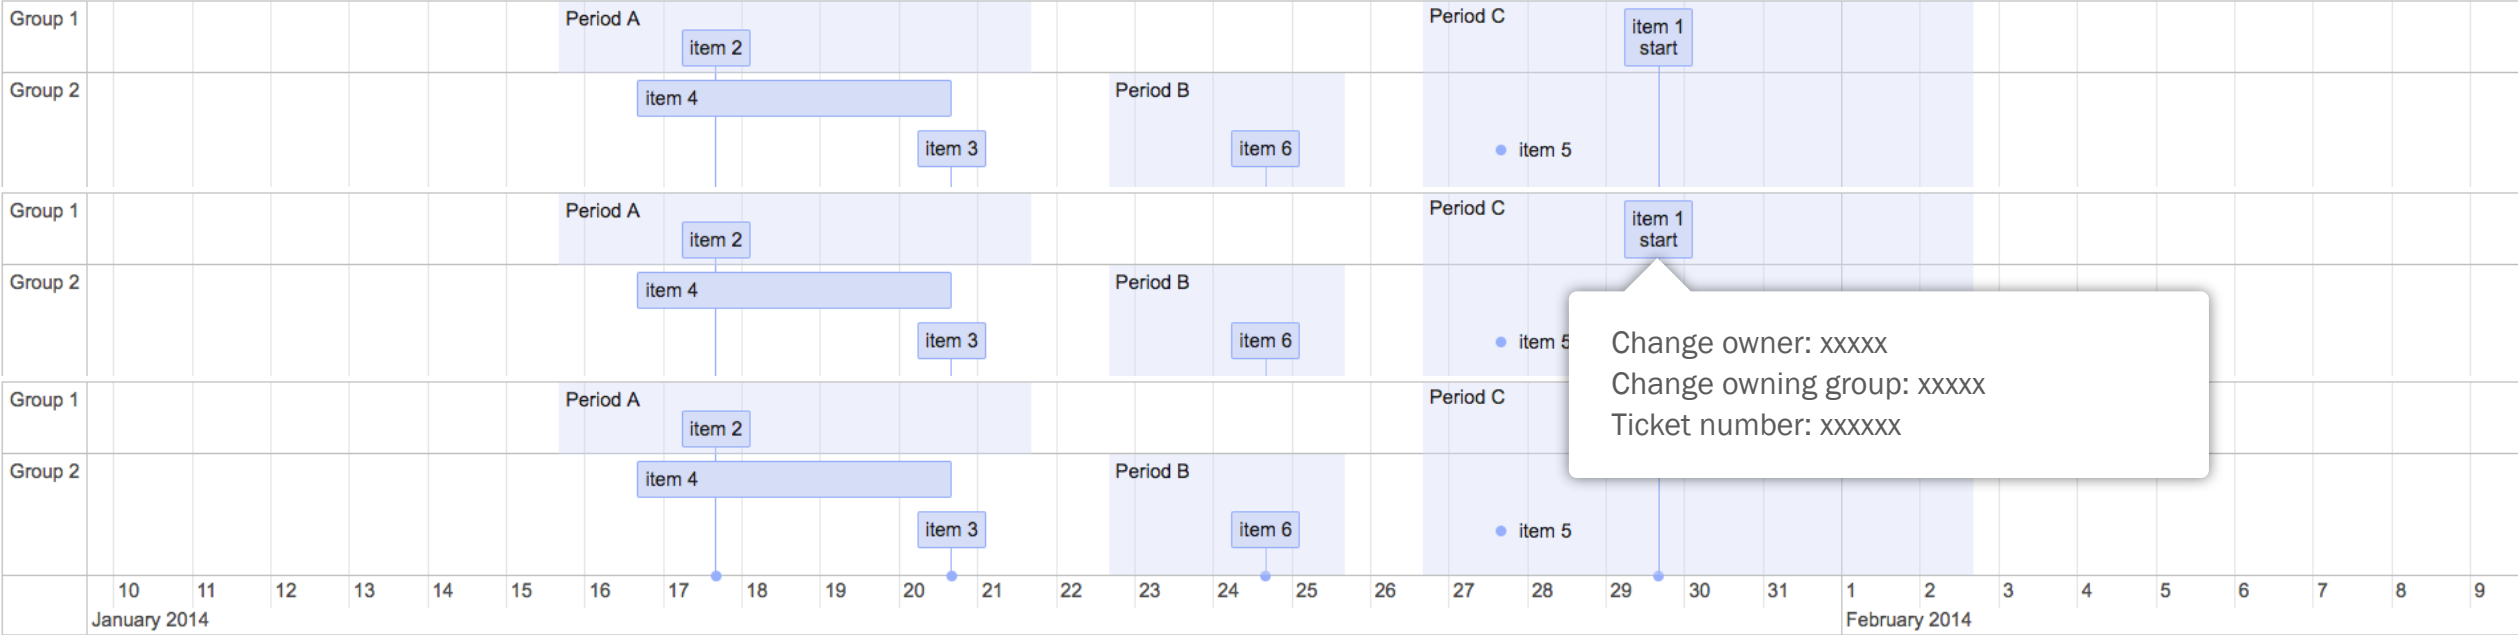 Group 1
Period A
Period C
item 1
start
item 2
Group 2
item 4
Period B
item 3
item 6
item 5
Group 1
Period A
Period C
item 1
start
item 2
Group 2
item 4
Period B
item 3
item 6
item 5
Change owner: xxxxx
Change owning group: xxxxx
Ticket number: xxxxxx
Group 1
Period A
Period C
item 2
Group 2
item 4
Period B
item 3
item 6
item 5
10 11 12 13 14 15 16 17 18 19 20 21 22 23 24 25 26 27 28 29 30 31 1 2 3 4 5 6 7 8 9
January 2014 February 2014